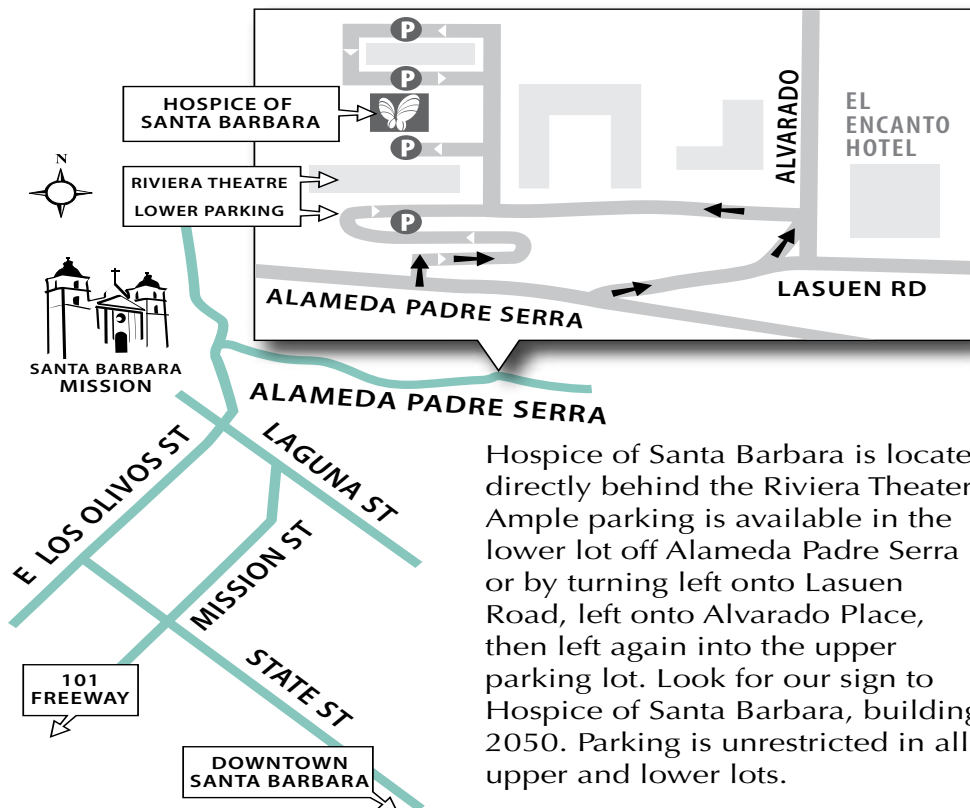 HOSPICE OF
SANTA BARBARA
RIVIERA THEATRE
LOWER PARKING
P
P
P
P
ALVARADO
EL
ENCANTO
HOTEL
LASUEN RD
ALAMEDA PADRE SERRA
N
SANTA BARBARA
MISSION
ALAMEDA PADRE SERRA
E LOS OLIVOS ST
LAGUNA ST
MISSION ST
STATE ST
101
FREEWAY
DOWNTOWN
SANTA BARBARA
Hospice of Santa Barbara is locate
directly behind the Riviera Theater
Ample parking is available in the
lower lot off Alameda Padre Serra
or by turning left onto Lasuen
Road, left onto Alvarado Place,
then left again into the upper
parking lot. Look for our sign to
Hospice of Santa Barbara, building
2050. Parking is unrestricted in all
upper and lower lots.